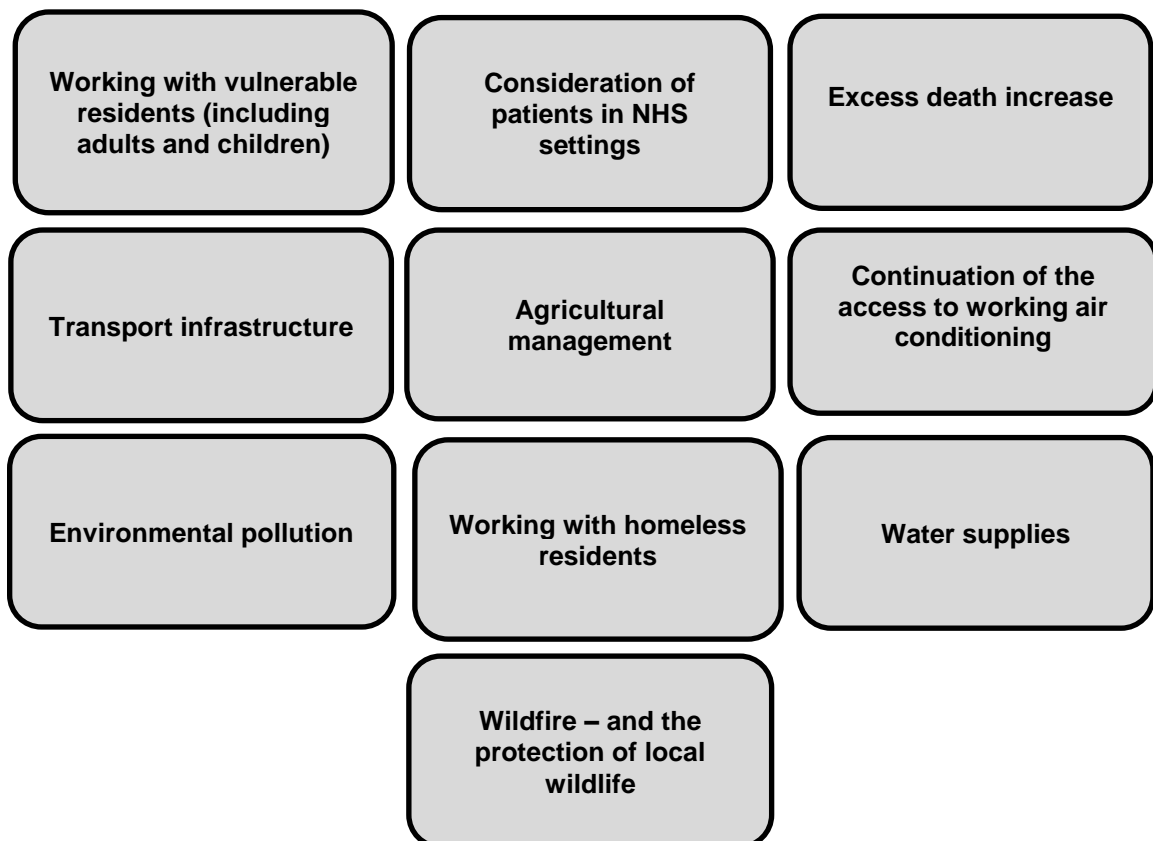 Working with vulnerable
residents (including
adults and children)
Consideration of
patients in NHS
settings
Excess death increase
Transport infrastructure
Agricultural
management
Continuation of the
access to working air
conditioning
Environmental pollution
Working with homeless
residents
Water supplies
Wildfire – and the
protection of local
wildlife